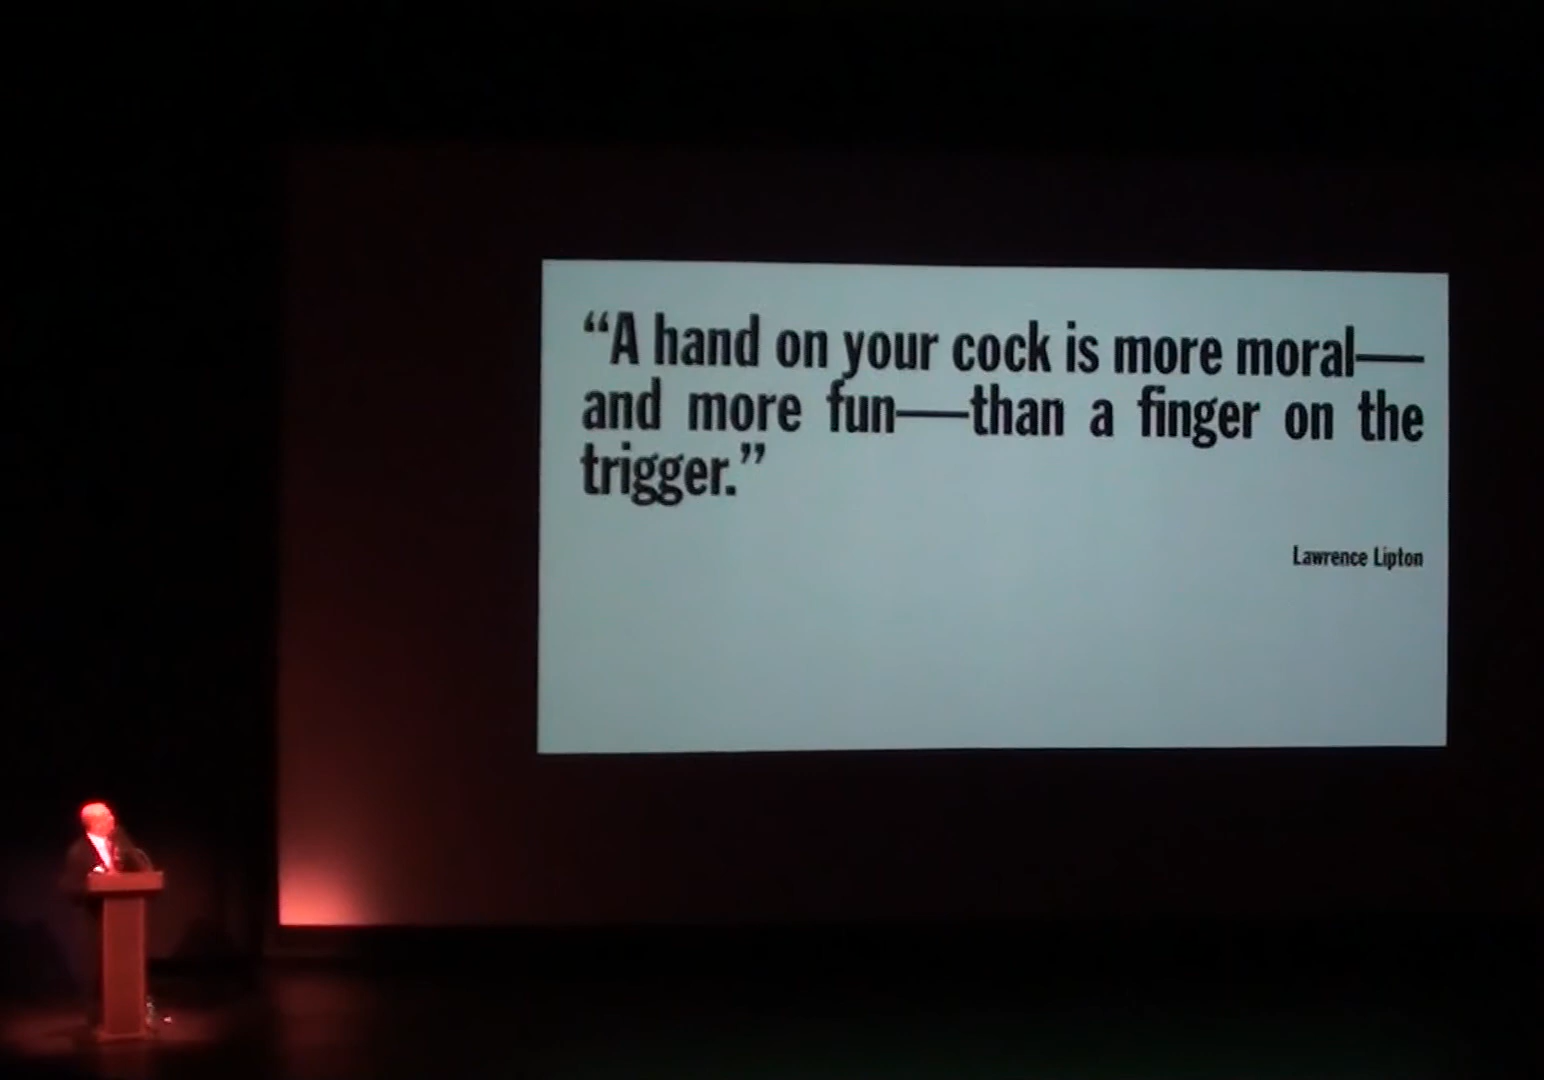 “A hand on your cock is more moral—
and more fun—than a finger on the
trigger.”
Lawrence Lipton